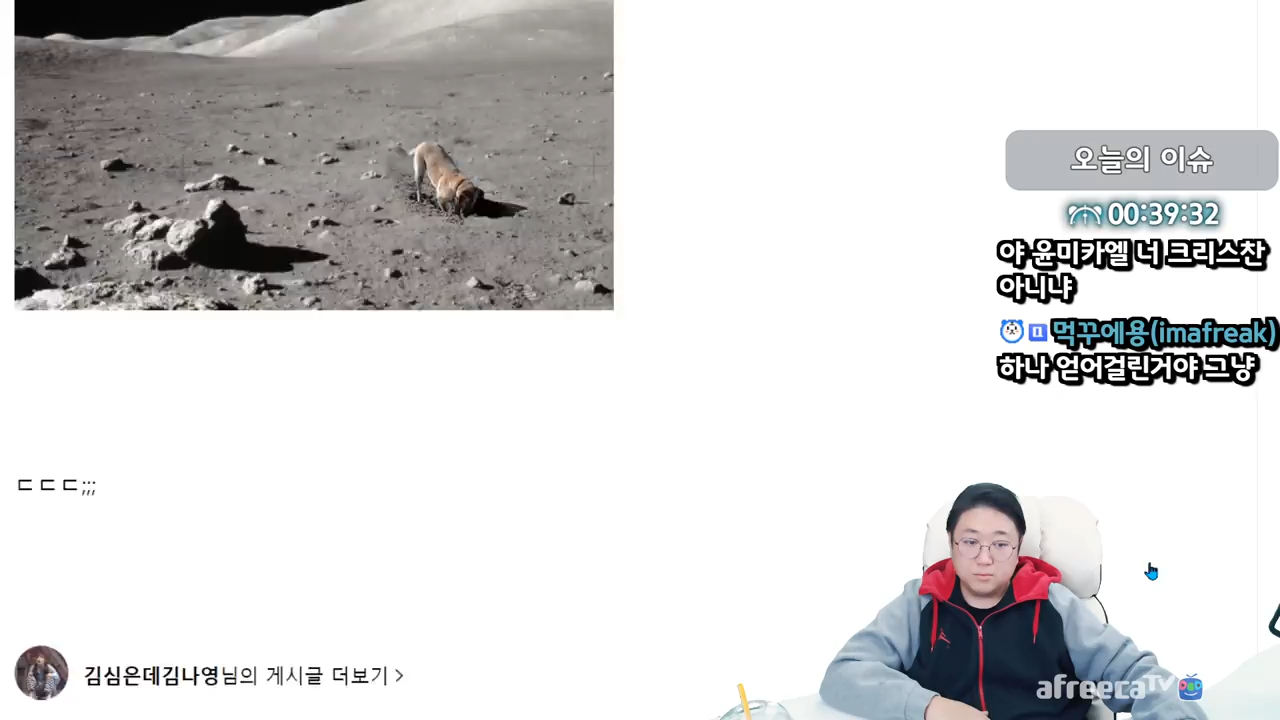 오늘의 이슈
00:39:32
야 윤미카엘 너 크리스찬
아니냐
n 먹꾸에용(imafreak)
하나 얻어걸린거야 그냥
ㄷㄷㄷ;;;
김심은데김나영님의 게시글 더보기 >
afreecaTV